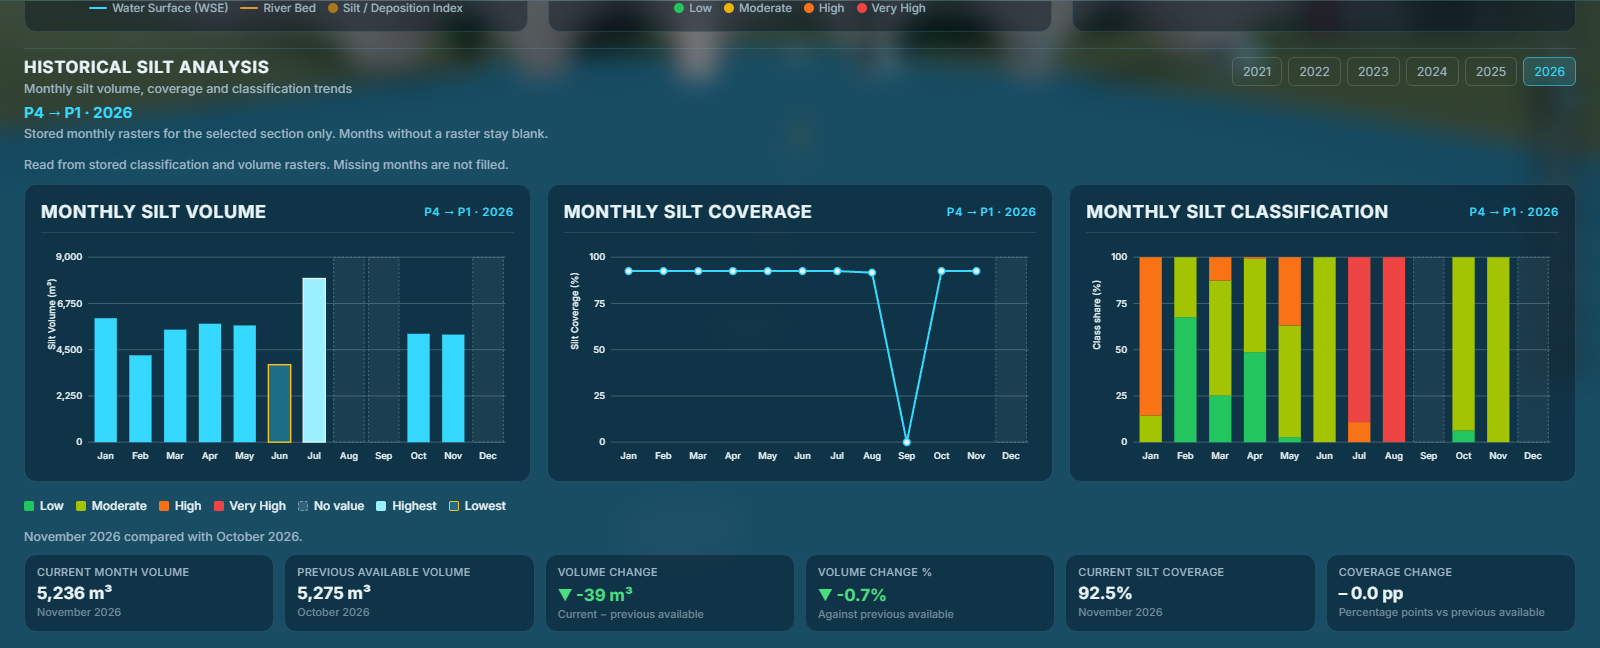 Water Surface (WSE) River Bed Silt / Deposition Index
Low Moderate High Very High
HISTORICAL SILT ANALYSIS
Monthly silt volume, coverage and classification trends
2021 2022 2023 2024 2025 2026
P4 → P1 · 2026
Stored monthly rasters for the selected section only. Months without a raster stay blank.
Read from stored classification and volume rasters. Missing months are not filled.
MONTHLY SILT VOLUME P4 → P1 · 2026
Silt Volume (m³)
9,000
6,750
4,500
2,250
0
Jan Feb Mar Apr May Jun Jul Aug Sep Oct Nov Dec
MONTHLY SILT COVERAGE P4 → P1 · 2026
Silt Coverage (%)
100
75
50
25
0
Jan Feb Mar Apr May Jun Jul Aug Sep Oct Nov Dec
MONTHLY SILT CLASSIFICATION P4 → P1 · 2026
Class share (%)
100
75
50
25
0
Jan Feb Mar Apr May Jun Jul Aug Sep Oct Nov Dec
Low Moderate High Very High No value Highest Lowest
November 2026 compared with October 2026.
CURRENT MONTH VOLUME
5,236 m³
November 2026
PREVIOUS AVAILABLE VOLUME
5,275 m³
October 2026
VOLUME CHANGE
▼ -39 m³
Current − previous available
VOLUME CHANGE %
▼ -0.7%
Against previous available
CURRENT SILT COVERAGE
92.5%
November 2026
COVERAGE CHANGE
– 0.0 pp
Percentage points vs previous available